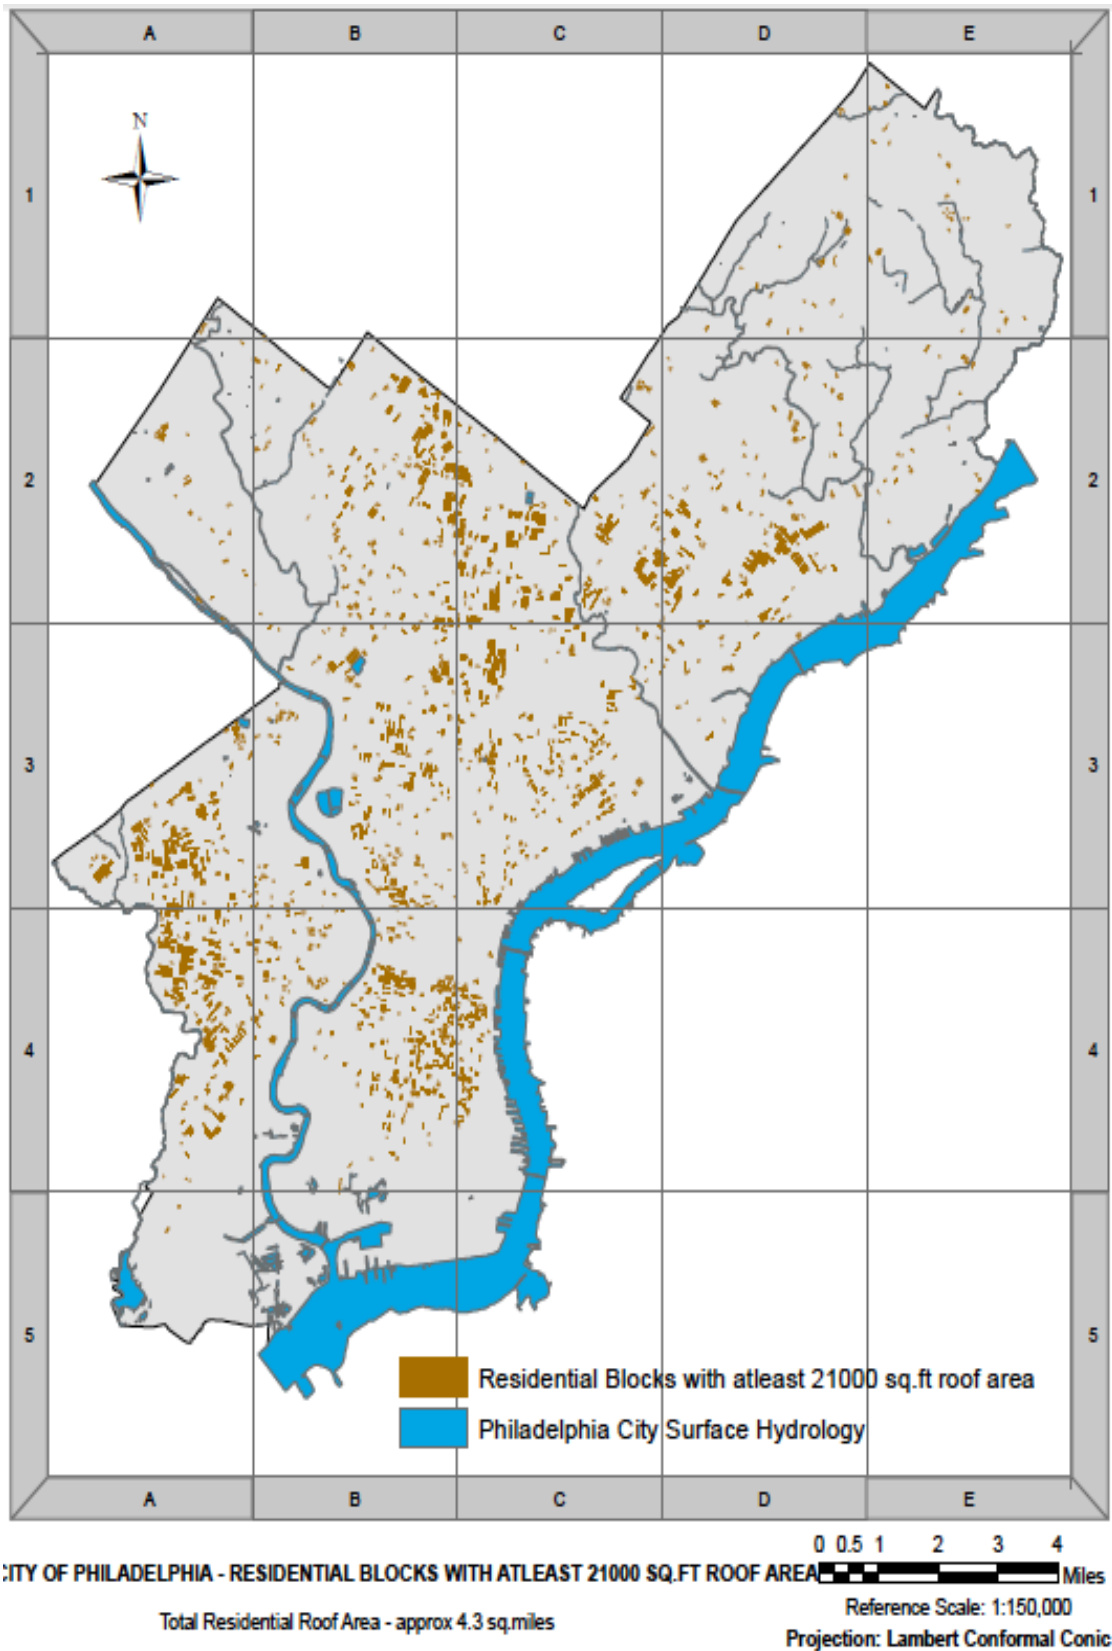 A B C D E
N
1 1
2 2
3 3
4 4
5 5
Residential Blocks with atleast 21000 sq.ft roof area
Philadelphia City Surface Hydrology
A B C D E
0 0.5 1 2 3 4
ITY OF PHILADELPHIA - RESIDENTIAL BLOCKS WITH ATLEAST 21000 SQ.FT ROOF AREA Miles
Reference Scale: 1:150,000
Total Residential Roof Area - approx 4.3 sq.miles
Projection: Lambert Conformal Conic